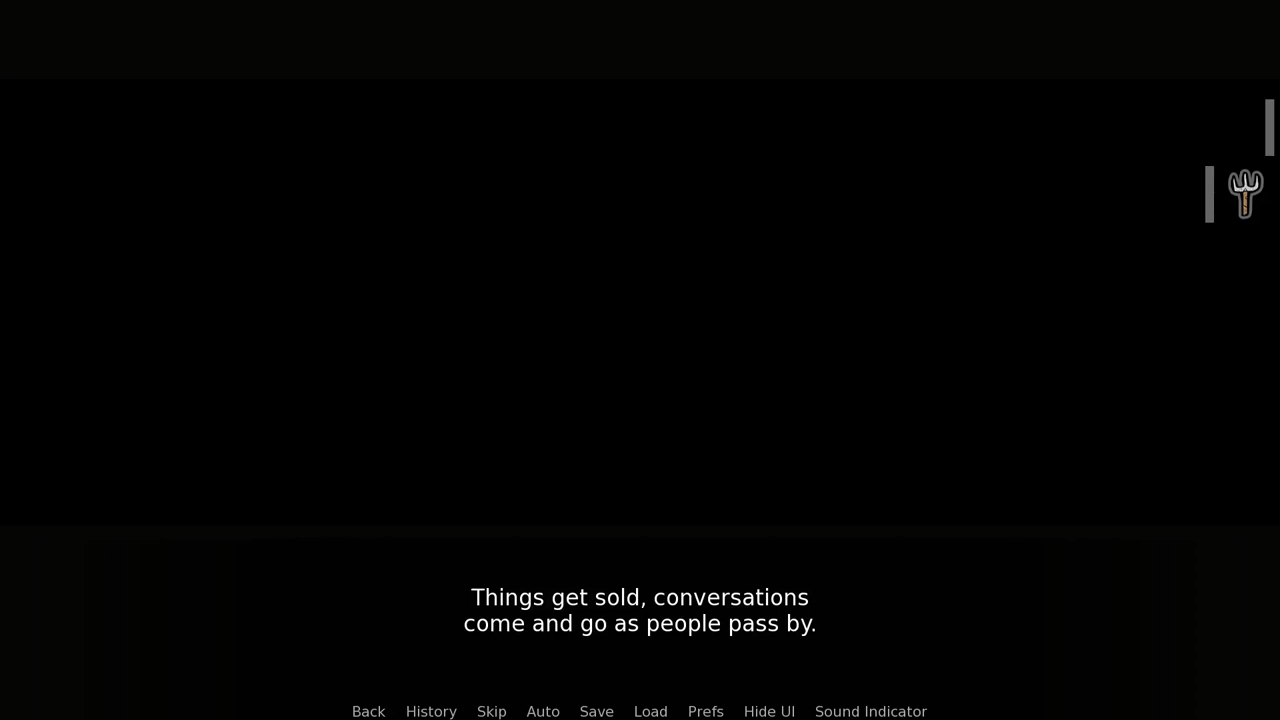 Things get sold, conversations
come and go as people pass by.
Back History Skip Auto Save Load Prefs Hide UI Sound Indicator